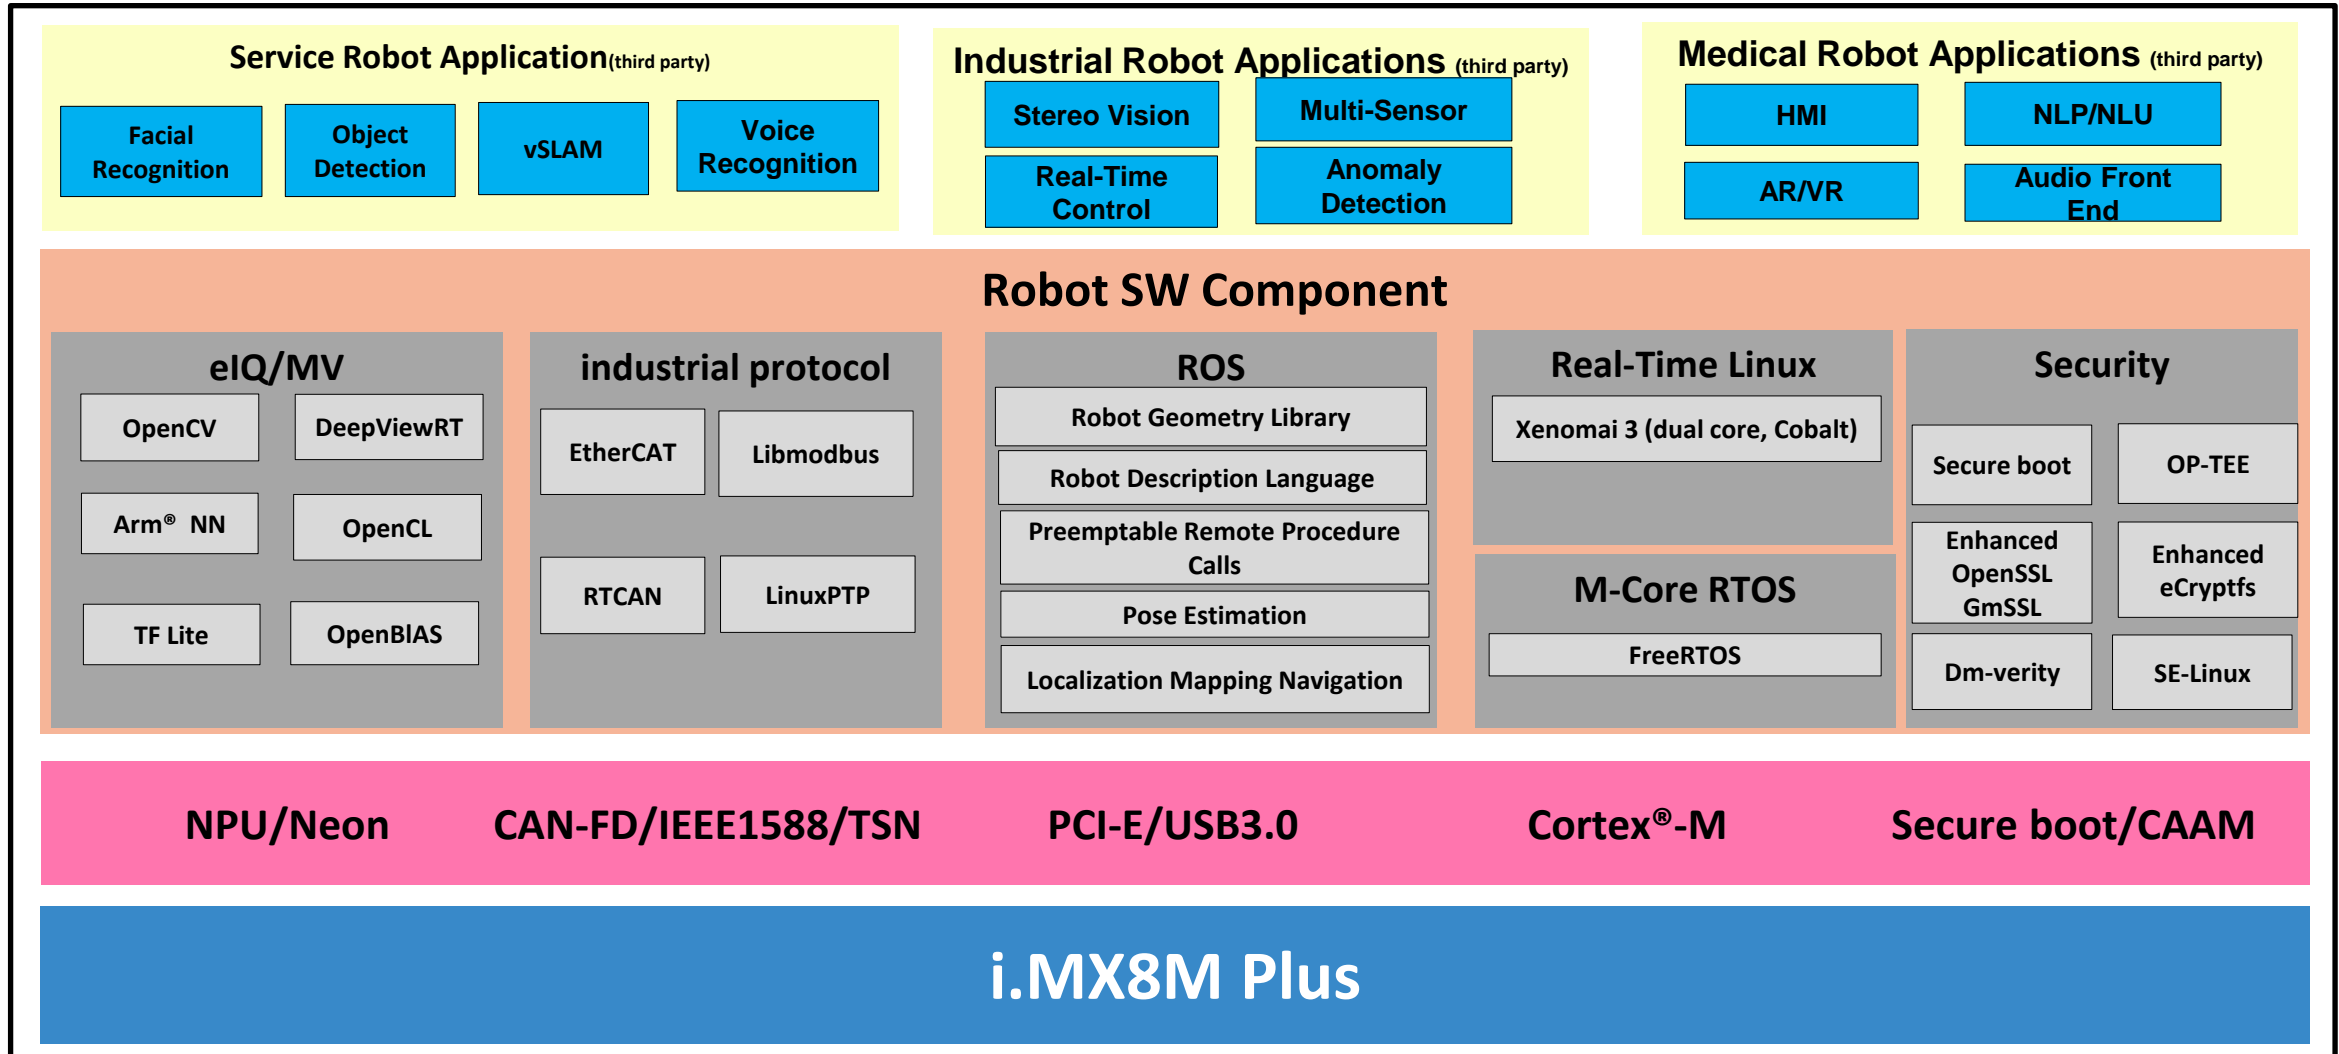 Service Robot Application(third party)
Facial
Recognition
Object
Detection
vSLAM
Voice
Recognition
Industrial Robot Applications (third party)
Stereo Vision
Multi-Sensor
Real-Time
Control
Anomaly
Detection
Medical Robot Applications (third party)
HMI
NLP/NLU
AR/VR
Audio Front
End
Robot SW Component
eIQ/MV
OpenCV
DeepViewRT
Arm® NN
OpenCL
TF Lite
OpenBlAS
industrial protocol
EtherCAT
Libmodbus
RTCAN
LinuxPTP
ROS
Robot Geometry Library
Robot Description Language
Preemptable Remote Procedure
Calls
Pose Estimation
Localization Mapping Navigation
Real-Time Linux
Xenomai 3 (dual core, Cobalt)
M-Core RTOS
FreeRTOS
Security
Secure boot
OP-TEE
Enhanced
OpenSSL
GmSSL
Enhanced
eCryptfs
Dm-verity
SE-Linux
NPU/Neon
CAN-FD/IEEE1588/TSN
PCI-E/USB3.0
Cortex®-M
Secure boot/CAAM
i.MX8M Plus